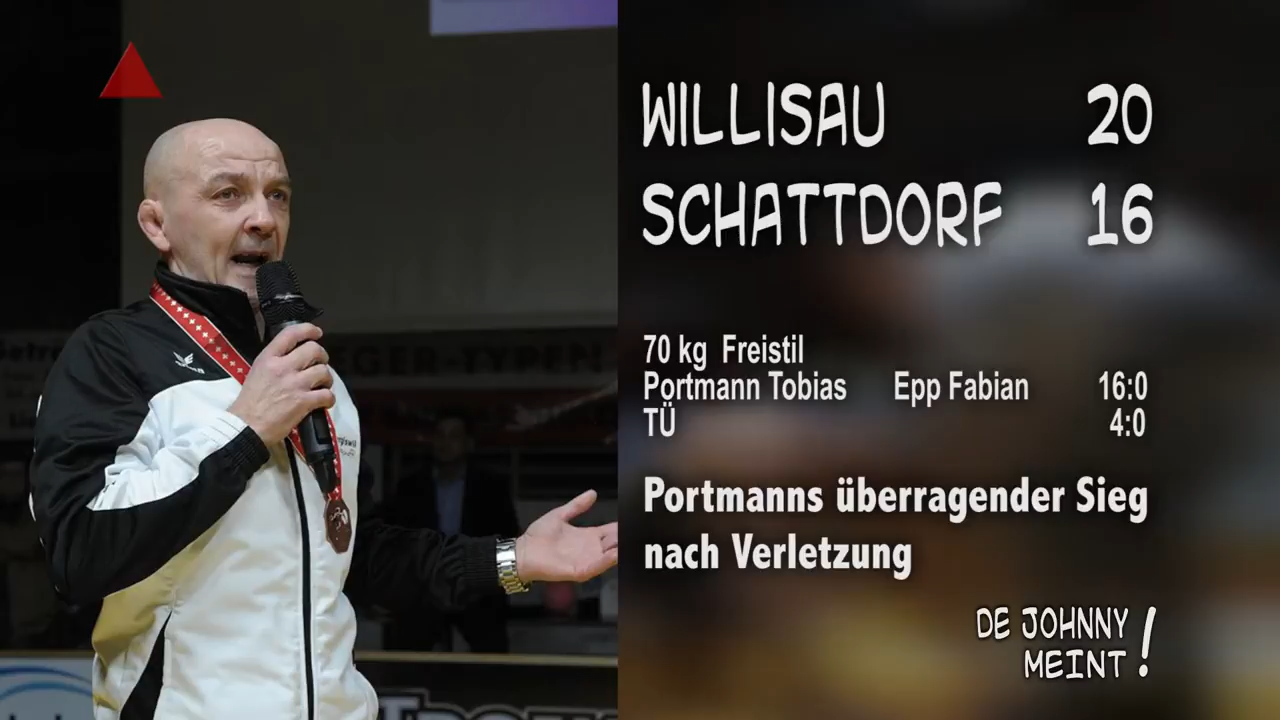 WILLISAU 20
SCHATTDORF 16
70 kg Freistil
Portmann Tobias Epp Fabian 16:0
TÜ 4:0
Portmanns überragender Sieg
nach Verletzung
DE JOHNNY
MEINT!